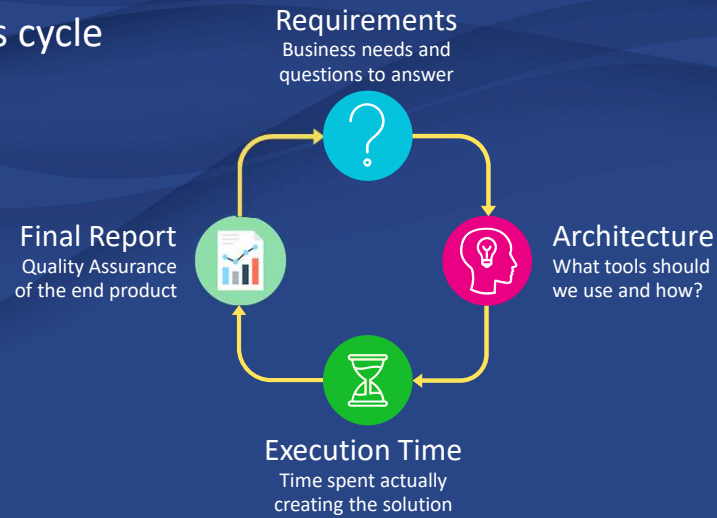 s cycle
Requirements
Business needs and
questions to answer
Architecture
What tools should
we use and how?
Execution Time
Time spent actually
creating the solution
Final Report
Quality Assurance
of the end product